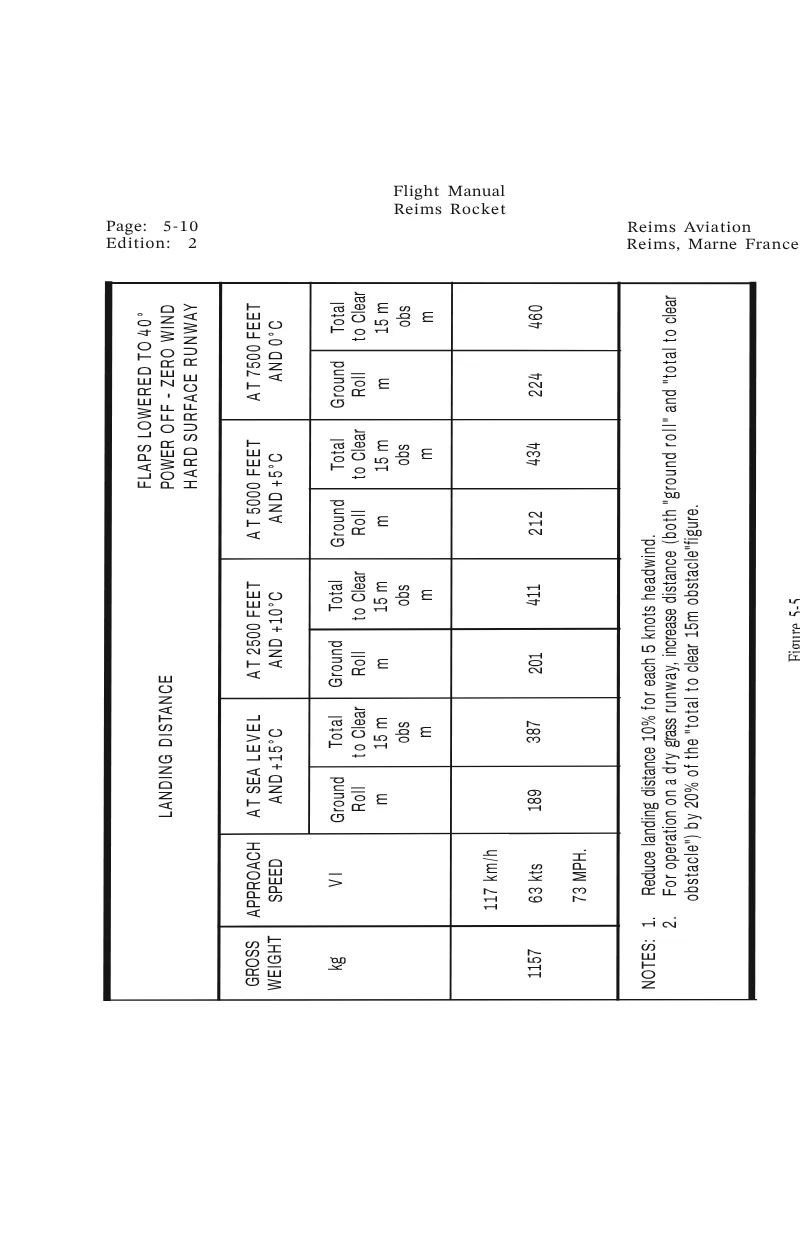 Flight Manual
Reims Rocket
Page: 5-10
Edition: 2
Reims Aviation
Reims, Marne France
LANDING DISTANCE
FLAPS LOWERED TO 40°
POWER OFF - ZERO WIND
HARD SURFACE RUNWAY
GROSS
WEIGHT
APPROACH
SPEED
AT SEA LEVEL
AND +15°C
AT 2500 FEET
AND +10°C
AT 5000 FEET
AND +5°C
AT 7500 FEET
AND 0°C
kg
VI
Ground
Roll
m
Total
to Clear
15 m
obs
m
Ground
Roll
m
Total
to Clear
15 m
obs
m
Ground
Roll
m
Total
to Clear
15 m
obs
m
Ground
Roll
m
Total
to Clear
15 m
obs
m
1157
117 km/h
63 kts
73 MPH.
189
387
201
411
212
434
224
460
NOTES: 1. Reduce landing distance 10% for each 5 knots headwind.
2. For operation on a dry grass runway, increase distance (both "ground roll" and "total to clear
obstacle") by 20% of the "total to clear 15m obstacle"figure.
Figure 5-5